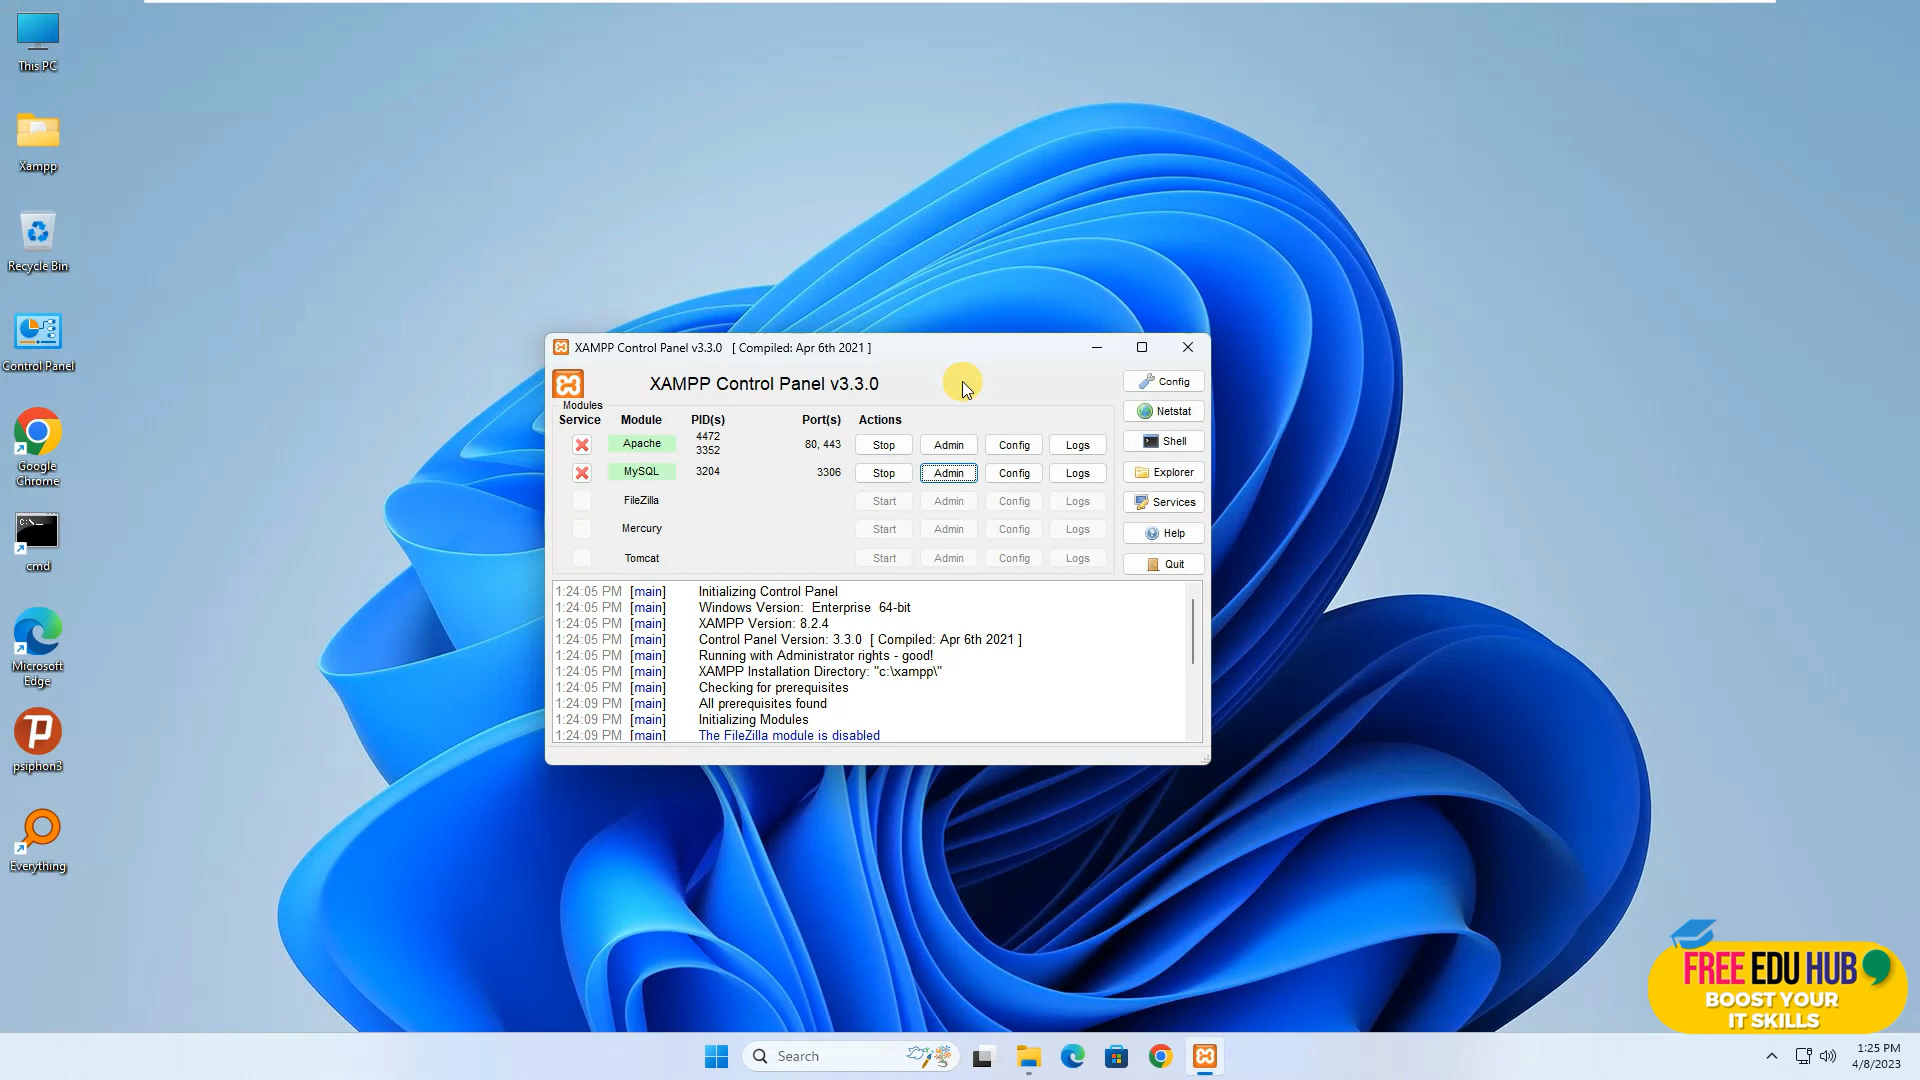 This PC
Xampp
Recycle Bin
Control Panel
Google
Chrome
cmd
Microsoft
Edge
psiphon3
Everything
XAMPP Control Panel v3.3.0 [ Compiled: Apr 6th 2021 ]
XAMPP Control Panel v3.3.0
Modules
Service Module PID(s) Port(s) Actions
Apache 4472 3352 80, 443 Stop Admin Config Logs
MySQL 3204 3306 Stop Admin Config Logs
FileZilla Start Admin Config Logs
Mercury Start Admin Config Logs
Tomcat Start Admin Config Logs
Config
Netstat
Shell
Explorer
Services
Help
Quit
1:24:05 PM [main] Initializing Control Panel
1:24:05 PM [main] Windows Version: Enterprise 64-bit
1:24:05 PM [main] XAMPP Version: 8.2.4
1:24:05 PM [main] Control Panel Version: 3.3.0 [ Compiled: Apr 6th 2021 ]
1:24:05 PM [main] Running with Administrator rights - good!
1:24:05 PM [main] XAMPP Installation Directory: "c:\xampp\"
1:24:05 PM [main] Checking for prerequisites
1:24:09 PM [main] All prerequisites found
1:24:09 PM [main] Initializing Modules
1:24:09 PM [main] The FileZilla module is disabled
FREE EDU HUB
BOOST YOUR
IT SKILLS
Search
1:25 PM
4/8/2023